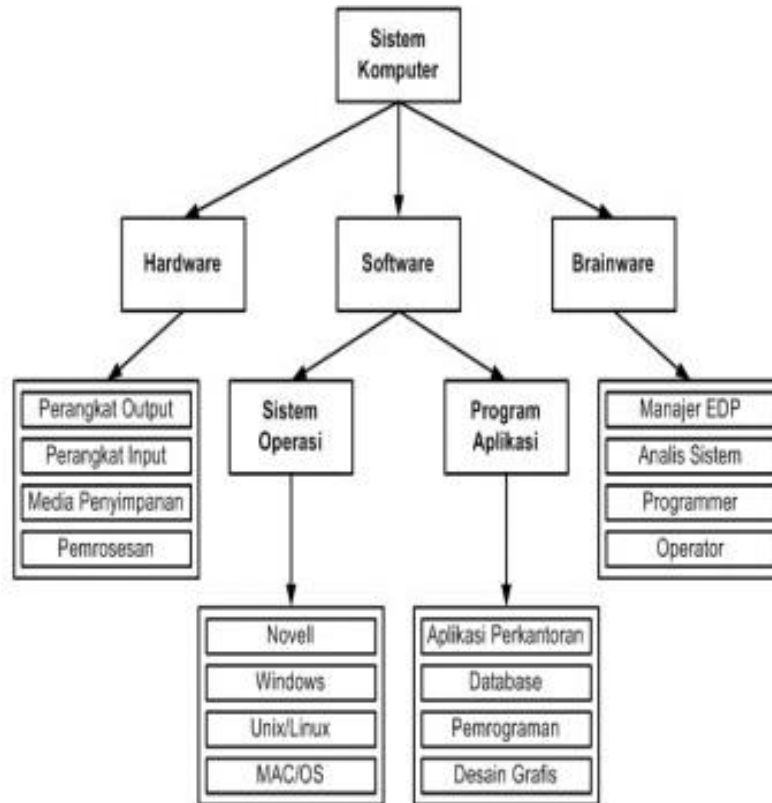 Sistem
Komputer
Hardware
Software
Brainware
Perangkat Output
Perangkat Input
Media Penyimpanan
Pemrosesan
Sistem
Operasi
Program
Aplikasi
Manajer EDP
Analis Sistem
Programmer
Operator
Novell
Windows
Unix/Linux
MAC/OS
Aplikasi Perkantoran
Database
Pemrograman
Desain Grafis